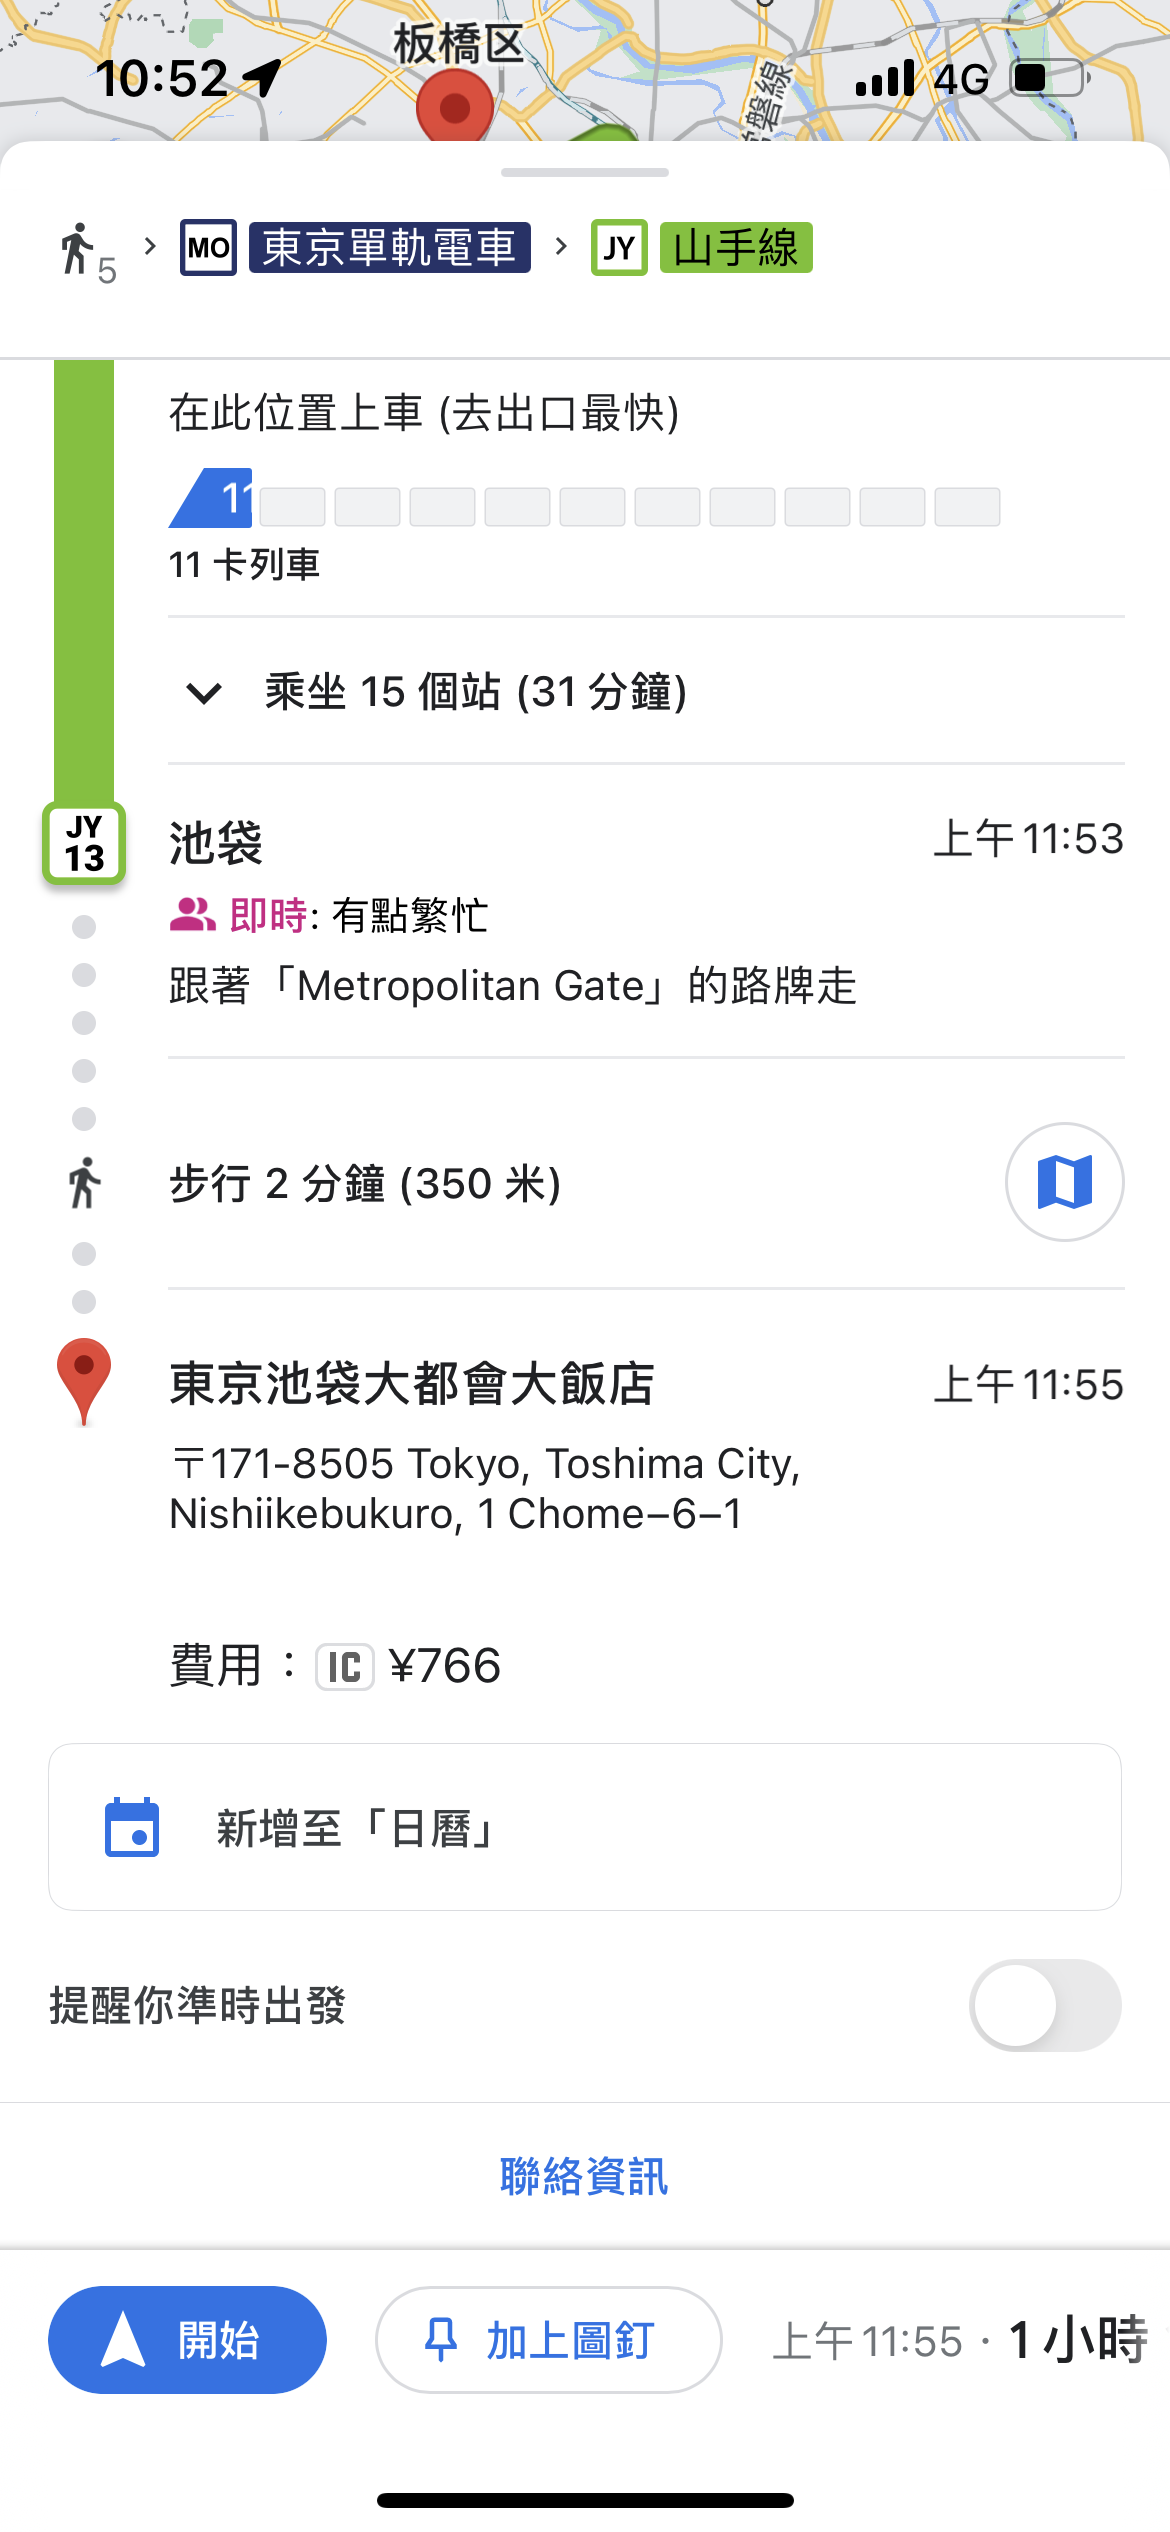 板橋区
10:52
4G
常磐線
5
MO 東京單軌電車
JY 山手線
在此位置上車 (去出口最快)
11
11 卡列車
乘坐 15 個站 (31 分鐘)
JY
13
池袋
上午 11:53
即時: 有點繁忙
跟著「Metropolitan Gate」的路牌走
步行 2 分鐘 (350 米)
東京池袋大都會大飯店
上午 11:55
〒171-8505 Tokyo, Toshima City,
Nishiikebukuro, 1 Chome−6−1
費用： IC ¥766
新增至「日曆」
提醒你準時出發
聯絡資訊
開始
加上圖釘
上午 11:55 · 1 小時